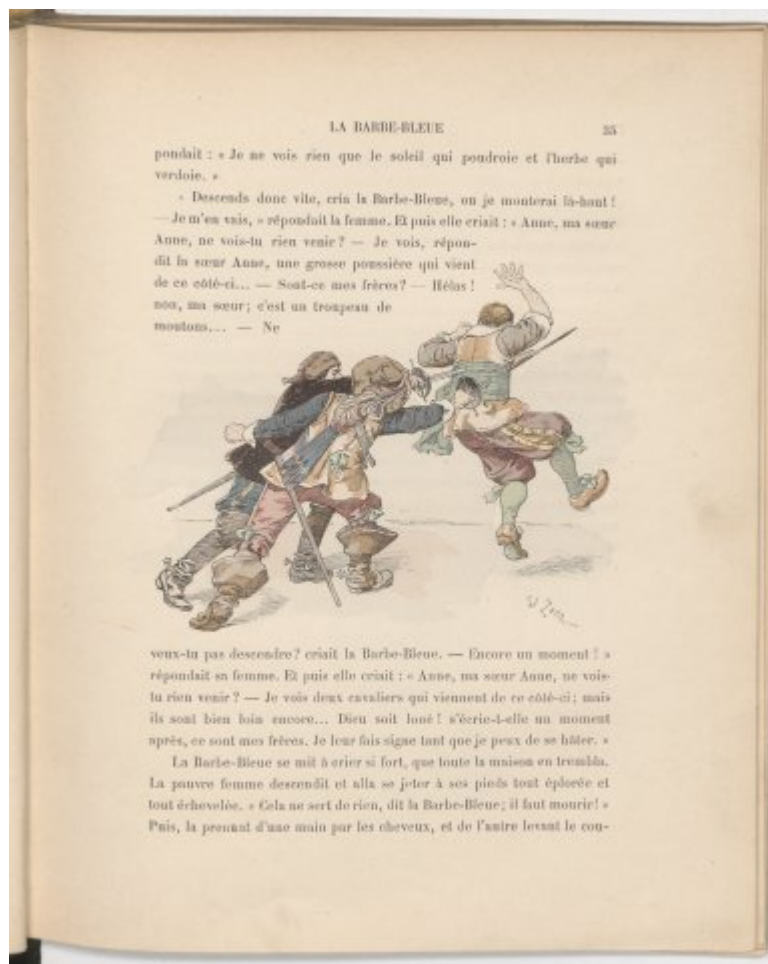 LA BARBE-BLEUE 35
pondait : « Je ne vois rien que le soleil qui poudroie et l'herbe qui
verdoie. »
« Descends donc vite, cria la Barbe-Bleue, ou je monterai là-haut !
— Je m'en vais, » répondait la femme. Et puis elle criait : « Anne, ma sœur
Anne, ne vois-tu rien venir ? — Je vois, répon-
dit la sœur Anne, une grosse poussière qui vient
de ce côté-ci... — Sont-ce mes frères ? — Hélas !
non, ma sœur ; c'est un troupeau de
moutons... — Ne
veux-tu pas descendre ? criait la Barbe-Bleue. — Encore un moment ! »
répondait sa femme. Et puis elle criait : « Anne, ma sœur Anne, ne vois-
tu rien venir ? — Je vois deux cavaliers qui viennent de ce côté-ci ; mais
ils sont bien loin encore... Dieu soit loué ! s'écrie-t-elle un moment
après, ce sont mes frères. Je leur fais signe tant que je peux de se hâter. »
La Barbe-Bleue se mit à crier si fort, que toute la maison en trembla.
La pauvre femme descendit et alla se jeter à ses pieds tout éplorée et
tout échevelée. « Cela ne sert de rien, dit la Barbe-Bleue ; il faut mourir ! »
Puis, la prenant d'une main par les cheveux, et de l'autre levant le cou-